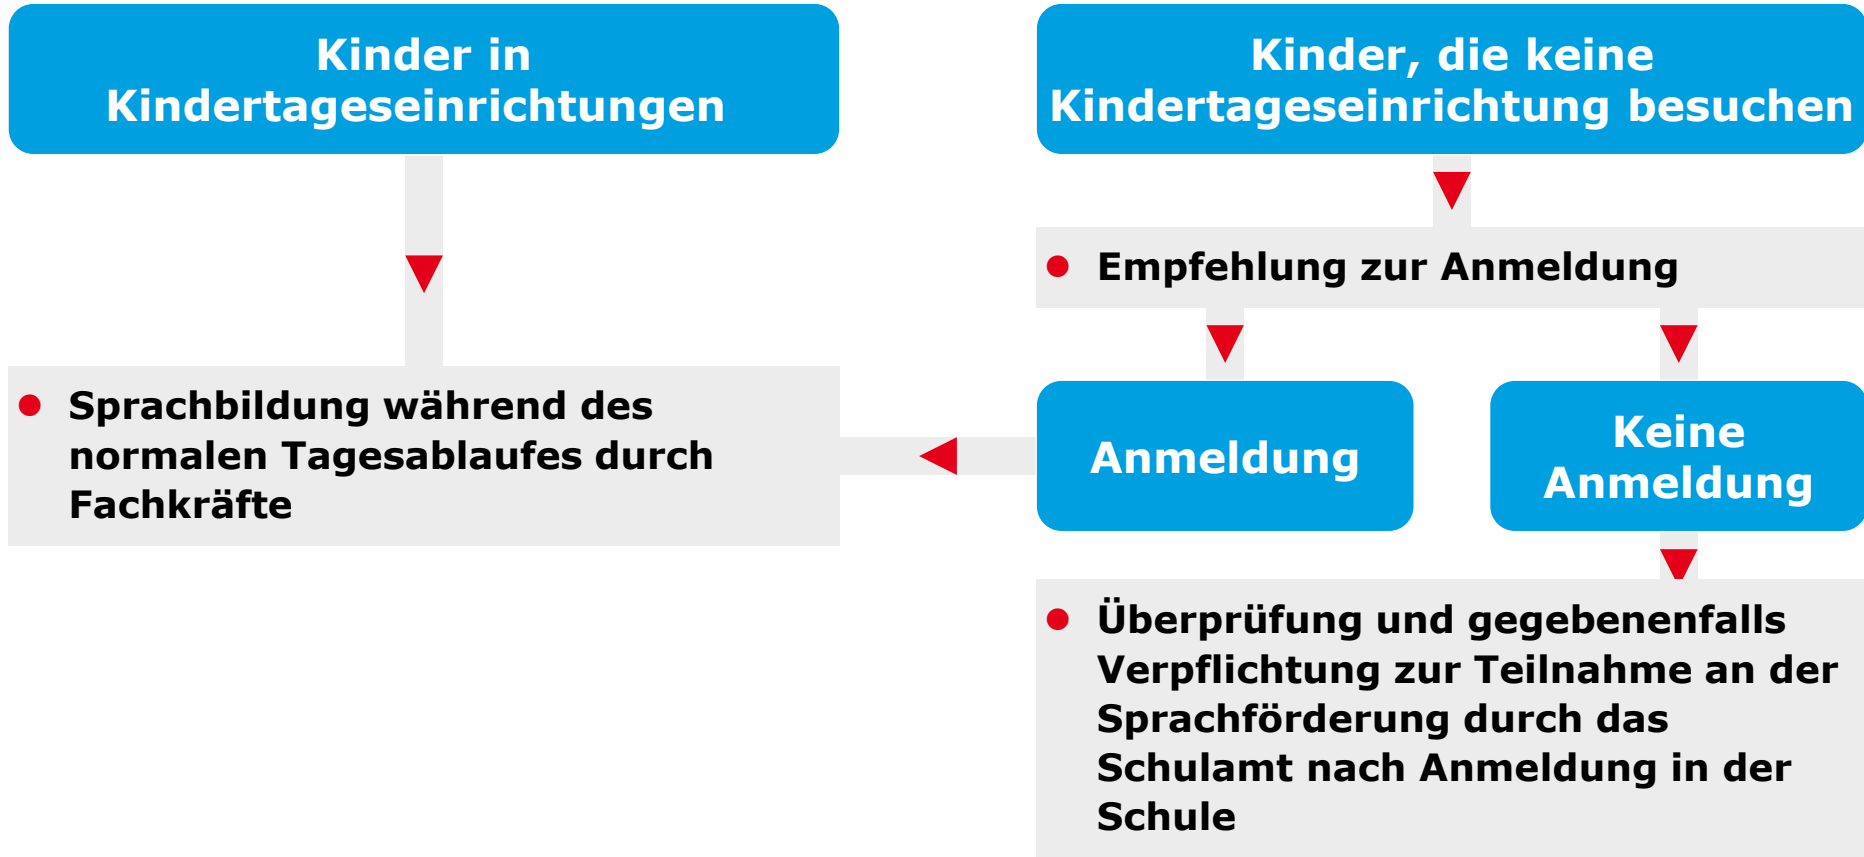 Kinder in
Kindertageseinrichtungen
Kinder, die keine
Kindertageseinrichtung besuchen
Empfehlung zur Anmeldung
Sprachbildung während des
normalen Tagesablaufes durch
Fachkräfte
Anmeldung
Keine
Anmeldung
Überprüfung und gegebenenfalls
Verpflichtung zur Teilnahme an der
Sprachförderung durch das
Schulamt nach Anmeldung in der
Schule